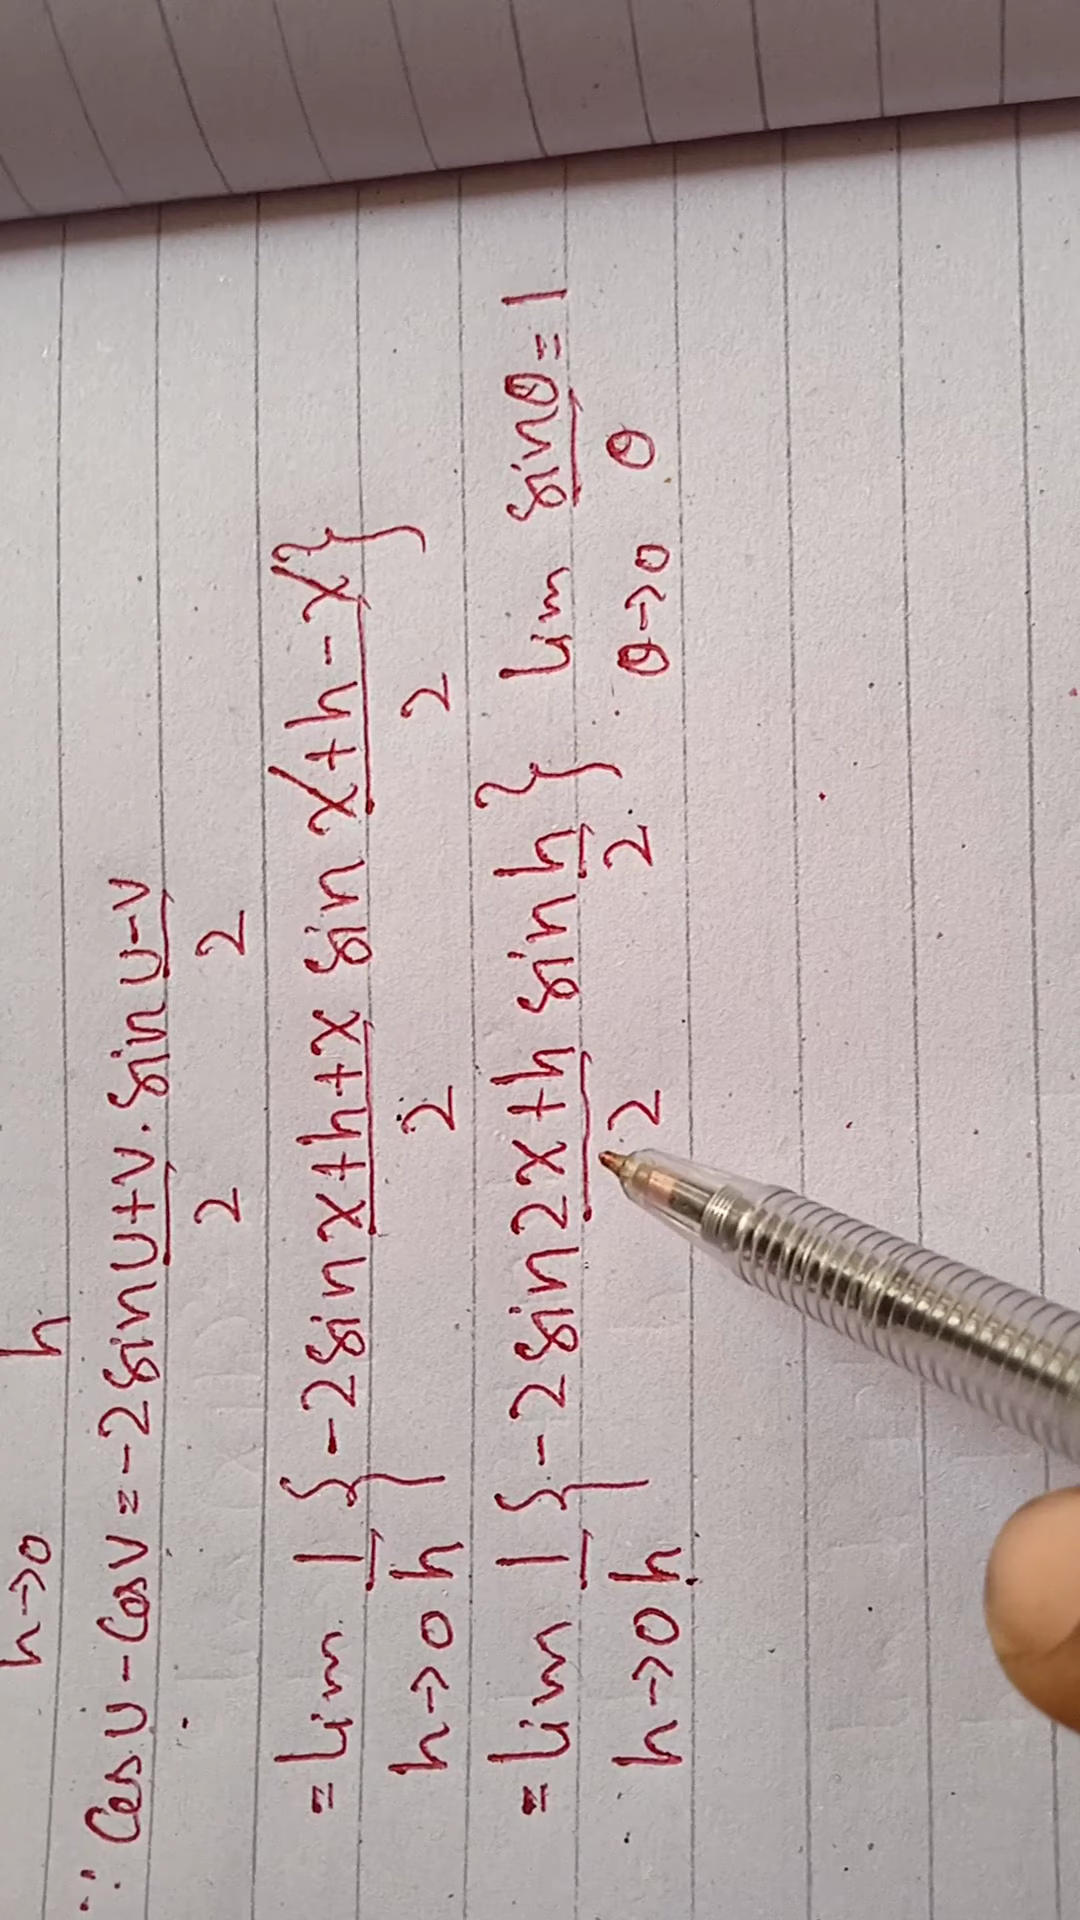 h→0 h
∵ Cos U - Cos V = -2 sin U+V/2 . sin U-V/2
= lim h→0 1/h { -2 sin x+h+x/2 sin x+h-x/2 }
= lim h→0 1/h { -2 sin 2x+h/2 sin h/2 } lim θ→0 sinθ/θ = 1